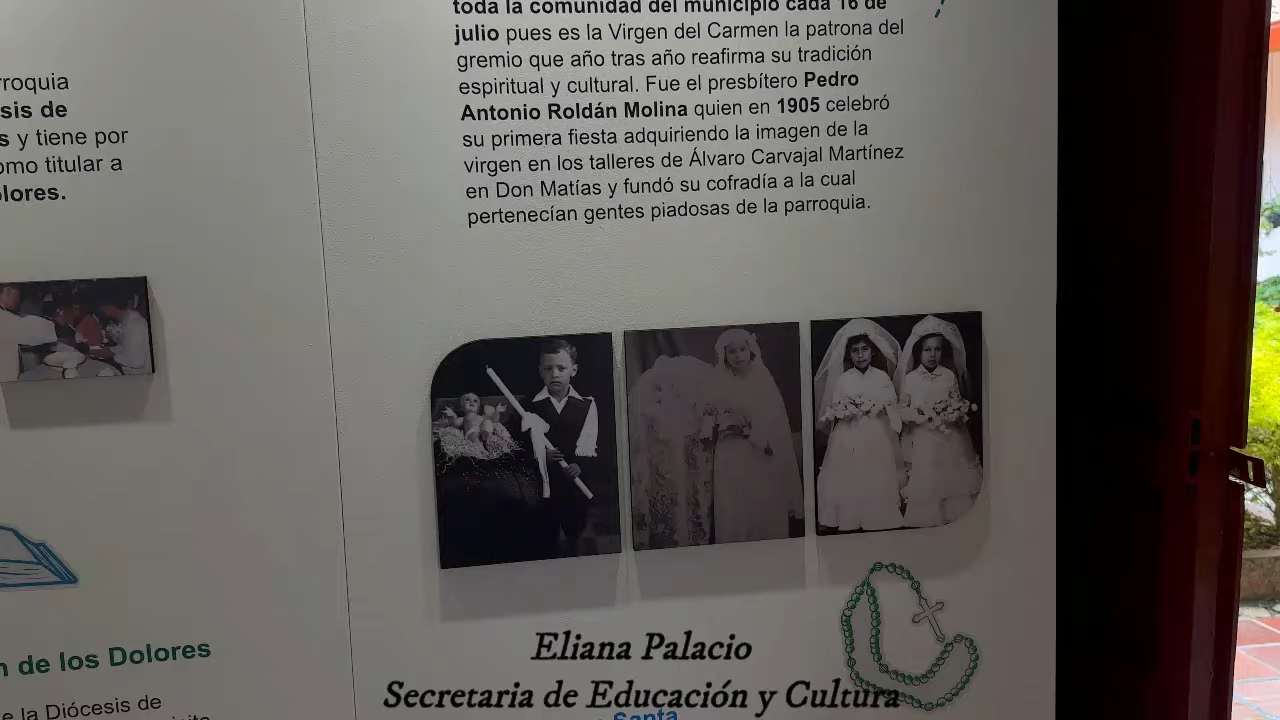 toda la comunidad del municipio cada 16 de
julio pues es la Virgen del Carmen la patrona del
gremio que año tras año reafirma su tradición
espiritual y cultural. Fue el presbítero Pedro
Antonio Roldán Molina quien en 1905 celebró
su primera fiesta adquiriendo la imagen de la
virgen en los talleres de Álvaro Carvajal Martínez
en Don Matías y fundó su cofradía a la cual
pertenecían gentes piadosas de la parroquia.
rroquia
sis de
s y tiene por
omo titular a
lores.
n de los Dolores
e la Diócesis de
Eliana Palacio
Secretaria de Educación y Cultura
Santa